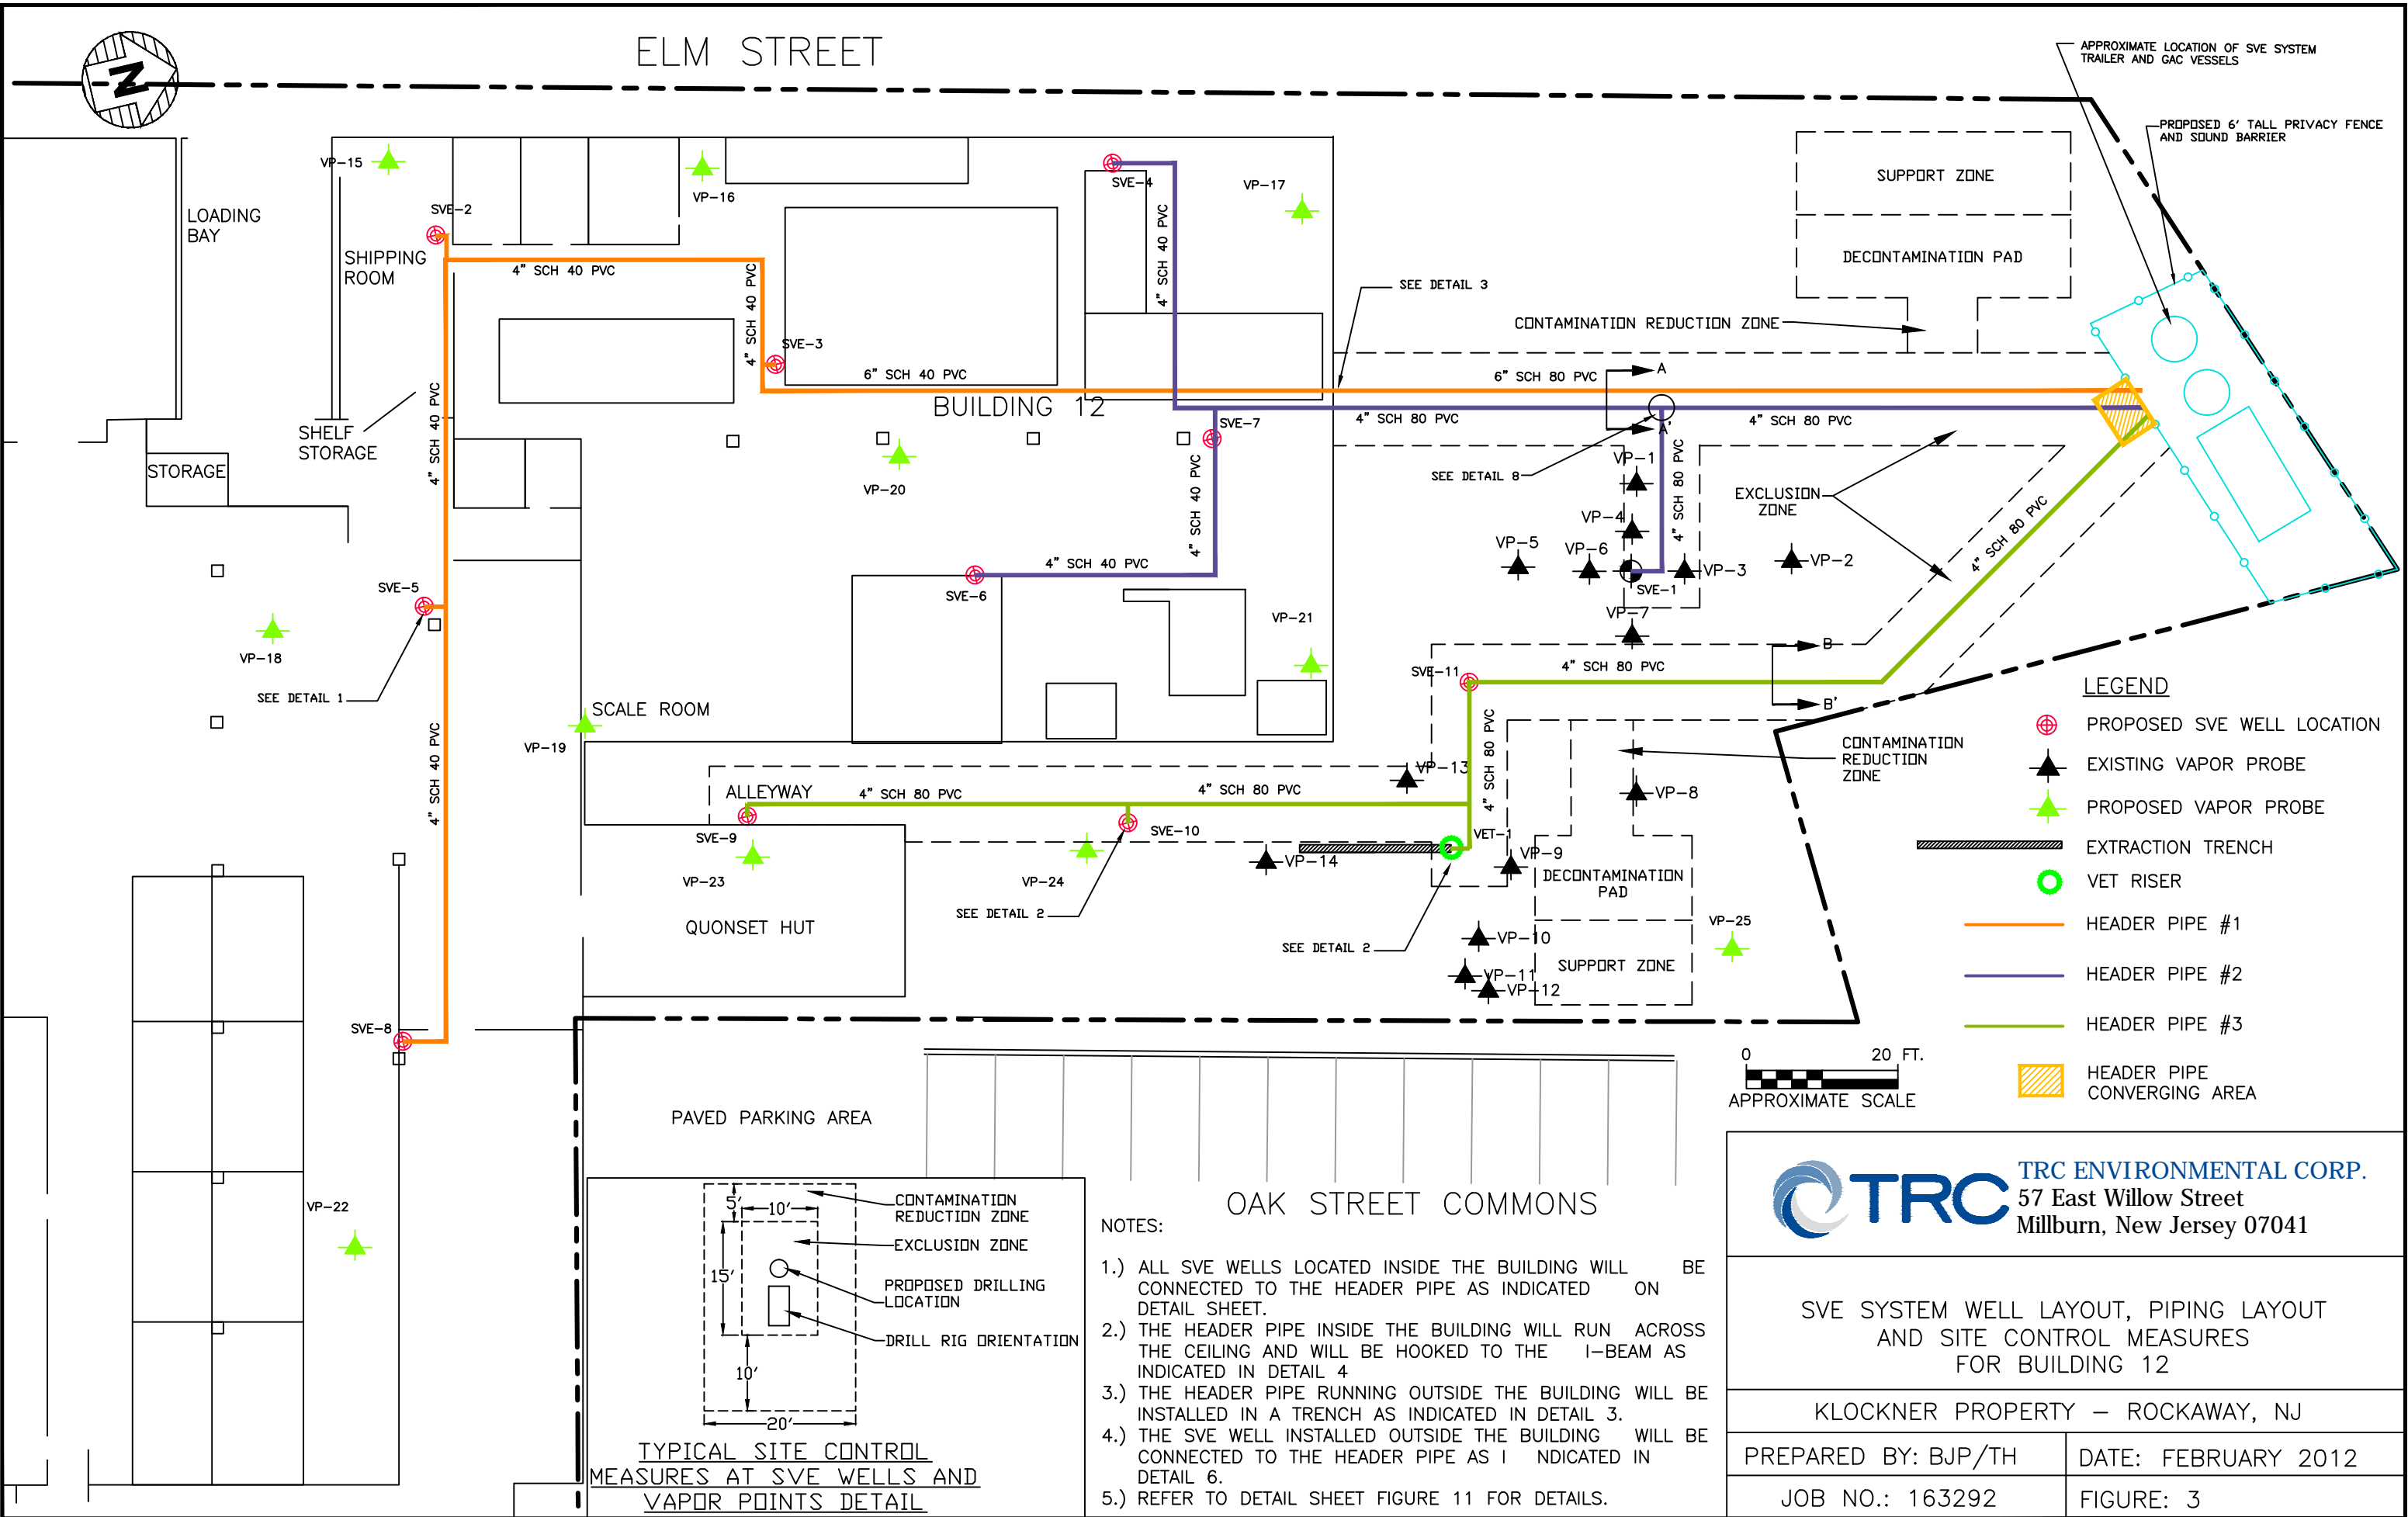 ELM STREET
N
APPROXIMATE LOCATION OF SVE SYSTEM
TRAILER AND GAC VESSELS
PROPOSED 6' TALL PRIVACY FENCE
AND SOUND BARRIER
SUPPORT ZONE
DECONTAMINATION PAD
CONTAMINATION REDUCTION ZONE
SEE DETAIL 3
VP-15
VP-16
VP-17
SVE-4
SVE-2
LOADING
BAY
SHIPPING
ROOM
4" SCH 40 PVC
4" SCH 40 PVC
4" SCH 40 PVC
SVE-3
6" SCH 40 PVC
6" SCH 80 PVC
A
A'
BUILDING 12
4" SCH 80 PVC
4" SCH 80 PVC
SHELF
STORAGE
4" SCH 40 PVC
STORAGE
SVE-7
VP-20
4" SCH 40 PVC
SEE DETAIL 8
VP-1
4" SCH 80 PVC
EXCLUSION
ZONE
VP-4
VP-5
VP-6
VP-3
VP-2
SVE-1
VP-7
4" SCH 80 PVC
4" SCH 40 PVC
SVE-6
SVE-5
VP-18
SEE DETAIL 1
VP-21
SVE-11
4" SCH 80 PVC
B
B'
SCALE ROOM
VP-19
4" SCH 40 PVC
4" SCH 80 PVC
CONTAMINATION
REDUCTION
ZONE
VP-13
VP-8
ALLEYWAY
4" SCH 80 PVC
4" SCH 80 PVC
SVE-9
SVE-10
VET-1
VP-14
VP-9
VP-23
VP-24
DECONTAMINATION
PAD
SEE DETAIL 2
QUONSET HUT
SEE DETAIL 2
VP-10
VP-11
VP-12
SUPPORT ZONE
VP-25
SVE-8
VP-22
PAVED PARKING AREA
OAK STREET COMMONS
LEGEND
PROPOSED SVE WELL LOCATION
EXISTING VAPOR PROBE
PROPOSED VAPOR PROBE
EXTRACTION TRENCH
VET RISER
HEADER PIPE #1
HEADER PIPE #2
HEADER PIPE #3
HEADER PIPE
CONVERGING AREA
0 20 FT.
APPROXIMATE SCALE
5'
10'
15'
10'
20'
CONTAMINATION
REDUCTION ZONE
EXCLUSION ZONE
PROPOSED DRILLING
LOCATION
DRILL RIG ORIENTATION
TYPICAL SITE CONTROL
MEASURES AT SVE WELLS AND
VAPOR POINTS DETAIL
NOTES:
1.) ALL SVE WELLS LOCATED INSIDE THE BUILDING WILL BE
CONNECTED TO THE HEADER PIPE AS INDICATED ON
DETAIL SHEET.
2.) THE HEADER PIPE INSIDE THE BUILDING WILL RUN ACROSS
THE CEILING AND WILL BE HOOKED TO THE I-BEAM AS
INDICATED IN DETAIL 4
3.) THE HEADER PIPE RUNNING OUTSIDE THE BUILDING WILL BE
INSTALLED IN A TRENCH AS INDICATED IN DETAIL 3.
4.) THE SVE WELL INSTALLED OUTSIDE THE BUILDING WILL BE
CONNECTED TO THE HEADER PIPE AS I NDICATED IN
DETAIL 6.
5.) REFER TO DETAIL SHEET FIGURE 11 FOR DETAILS.
TRC
TRC ENVIRONMENTAL CORP.
57 East Willow Street
Millburn, New Jersey 07041
SVE SYSTEM WELL LAYOUT, PIPING LAYOUT
AND SITE CONTROL MEASURES
FOR BUILDING 12
KLOCKNER PROPERTY – ROCKAWAY, NJ
PREPARED BY: BJP/TH
DATE: FEBRUARY 2012
JOB NO.: 163292
FIGURE: 3